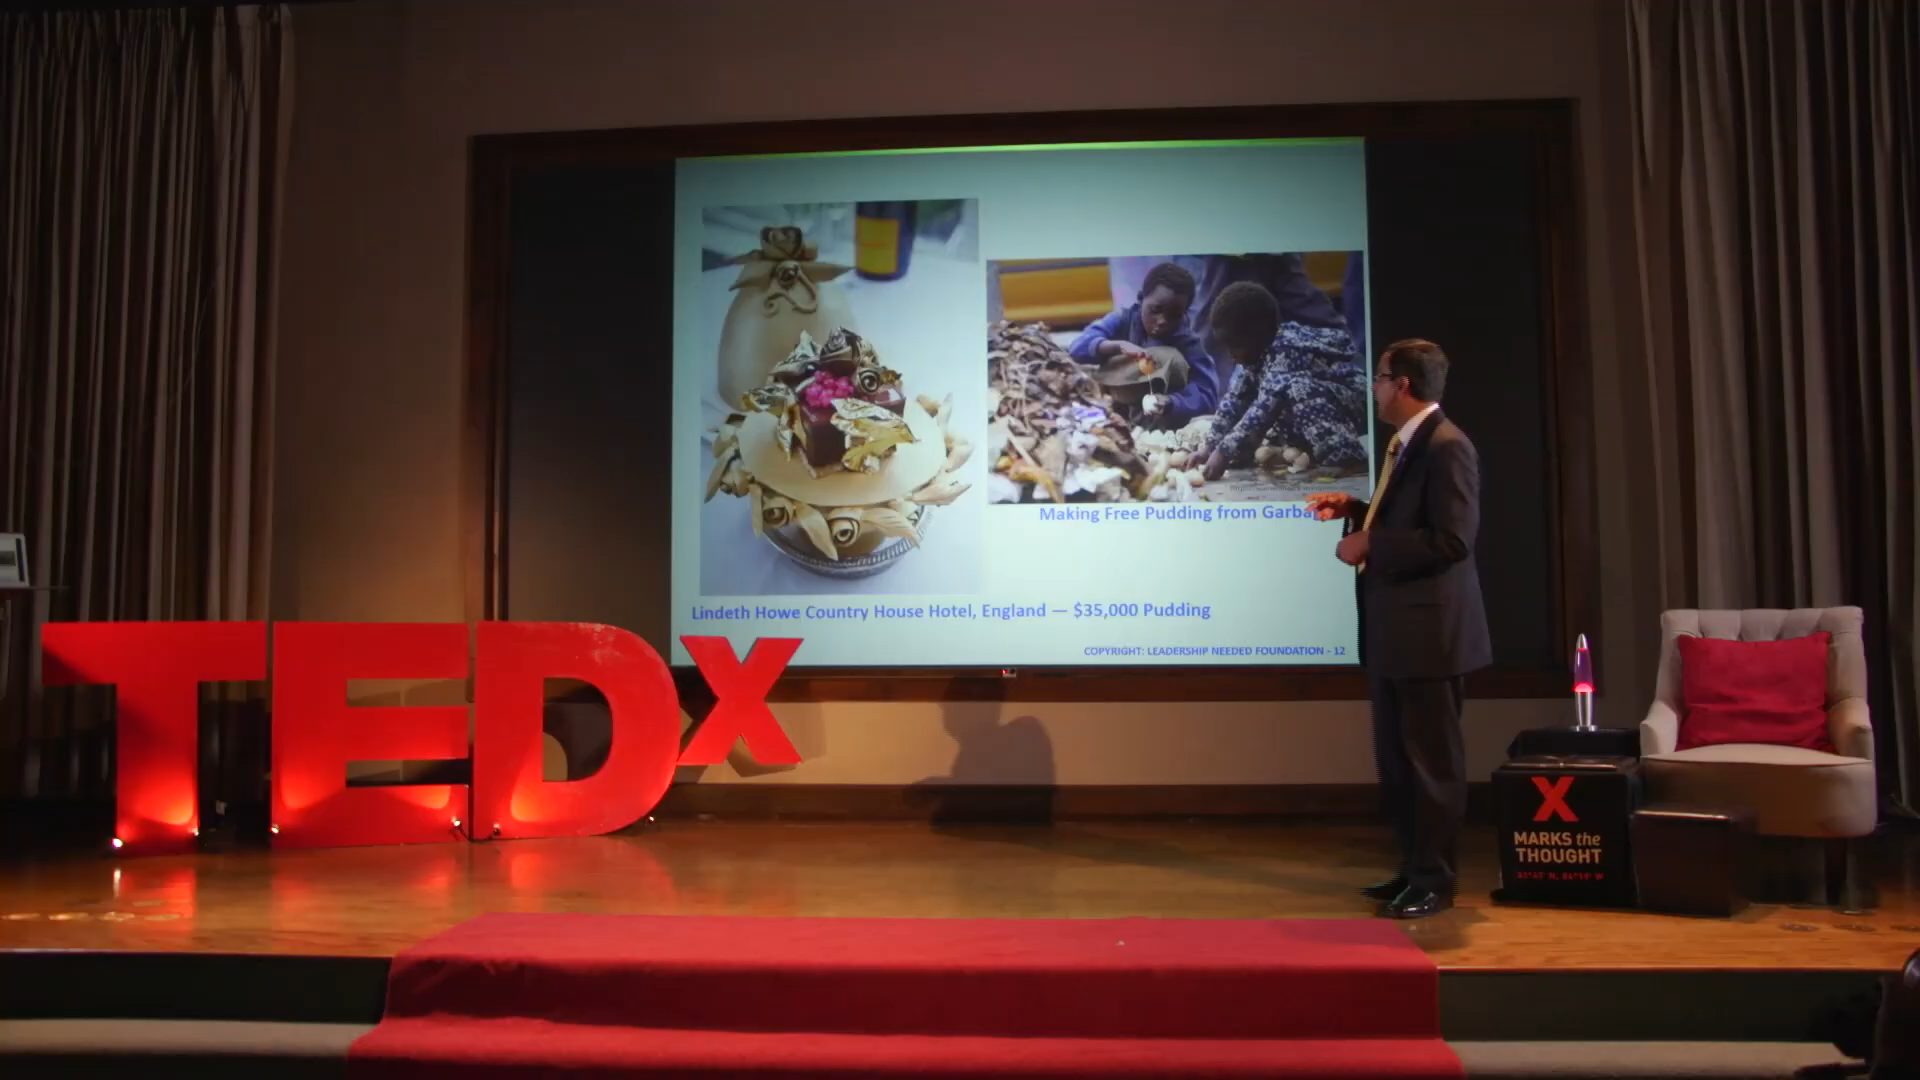 Making Free Pudding from Garba
Lindeth Howe Country House Hotel, England — $35,000 Pudding
COPYRIGHT: LEADERSHIP NEEDED FOUNDATION - 12
TEDx
X
MARKS the
THOUGHT